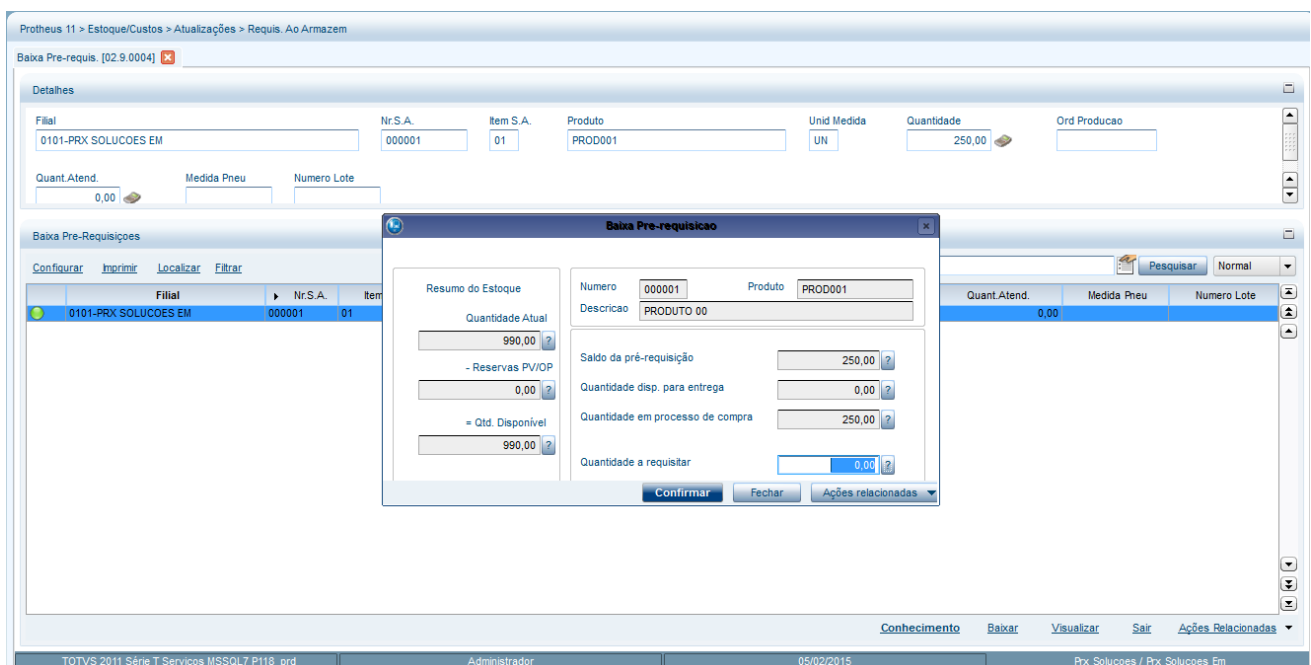 Protheus 11 > Estoque/Custos > Atualizações > Requis. Ao Armazem
Baixa Pre-requis. [02.9.0004]
Detalhes
Filial Nr.S.A. Item S.A. Produto Unid Medida Quantidade Ord Producao
0101-PRX SOLUCOES EM 000001 01 PROD001 UN 250,00
Quant.Atend. Medida Pneu Numero Lote
0,00
Baixa Pre-Requisiçoes
Configurar Imprimir Localizar Filtrar
Pesquisar Normal
Filial Nr.S.A. Item Quant.Atend. Medida Pneu Numero Lote
0101-PRX SOLUCOES EM 000001 01 0,00
Baixa Pre-requisicao
Resumo do Estoque
Quantidade Atual
990,00 ?
- Reservas PV/OP
0,00 ?
= Qtd. Disponível
990,00 ?
Numero 000001 Produto PROD001
Descricao PRODUTO 00
Saldo da pré-requisição 250,00 ?
Quantidade disp. para entrega 0,00 ?
Quantidade em processo de compra 250,00 ?
Quantidade a requisitar 0,00 ?
Confirmar Fechar Ações relacionadas
Conhecimento Baixar Visualizar Sair Ações Relacionadas
TOTVS 2011 Série T Servicos MSSQL7 P118_prd Administrador 05/02/2015 Prx Solucoes / Prx Solucoes Em